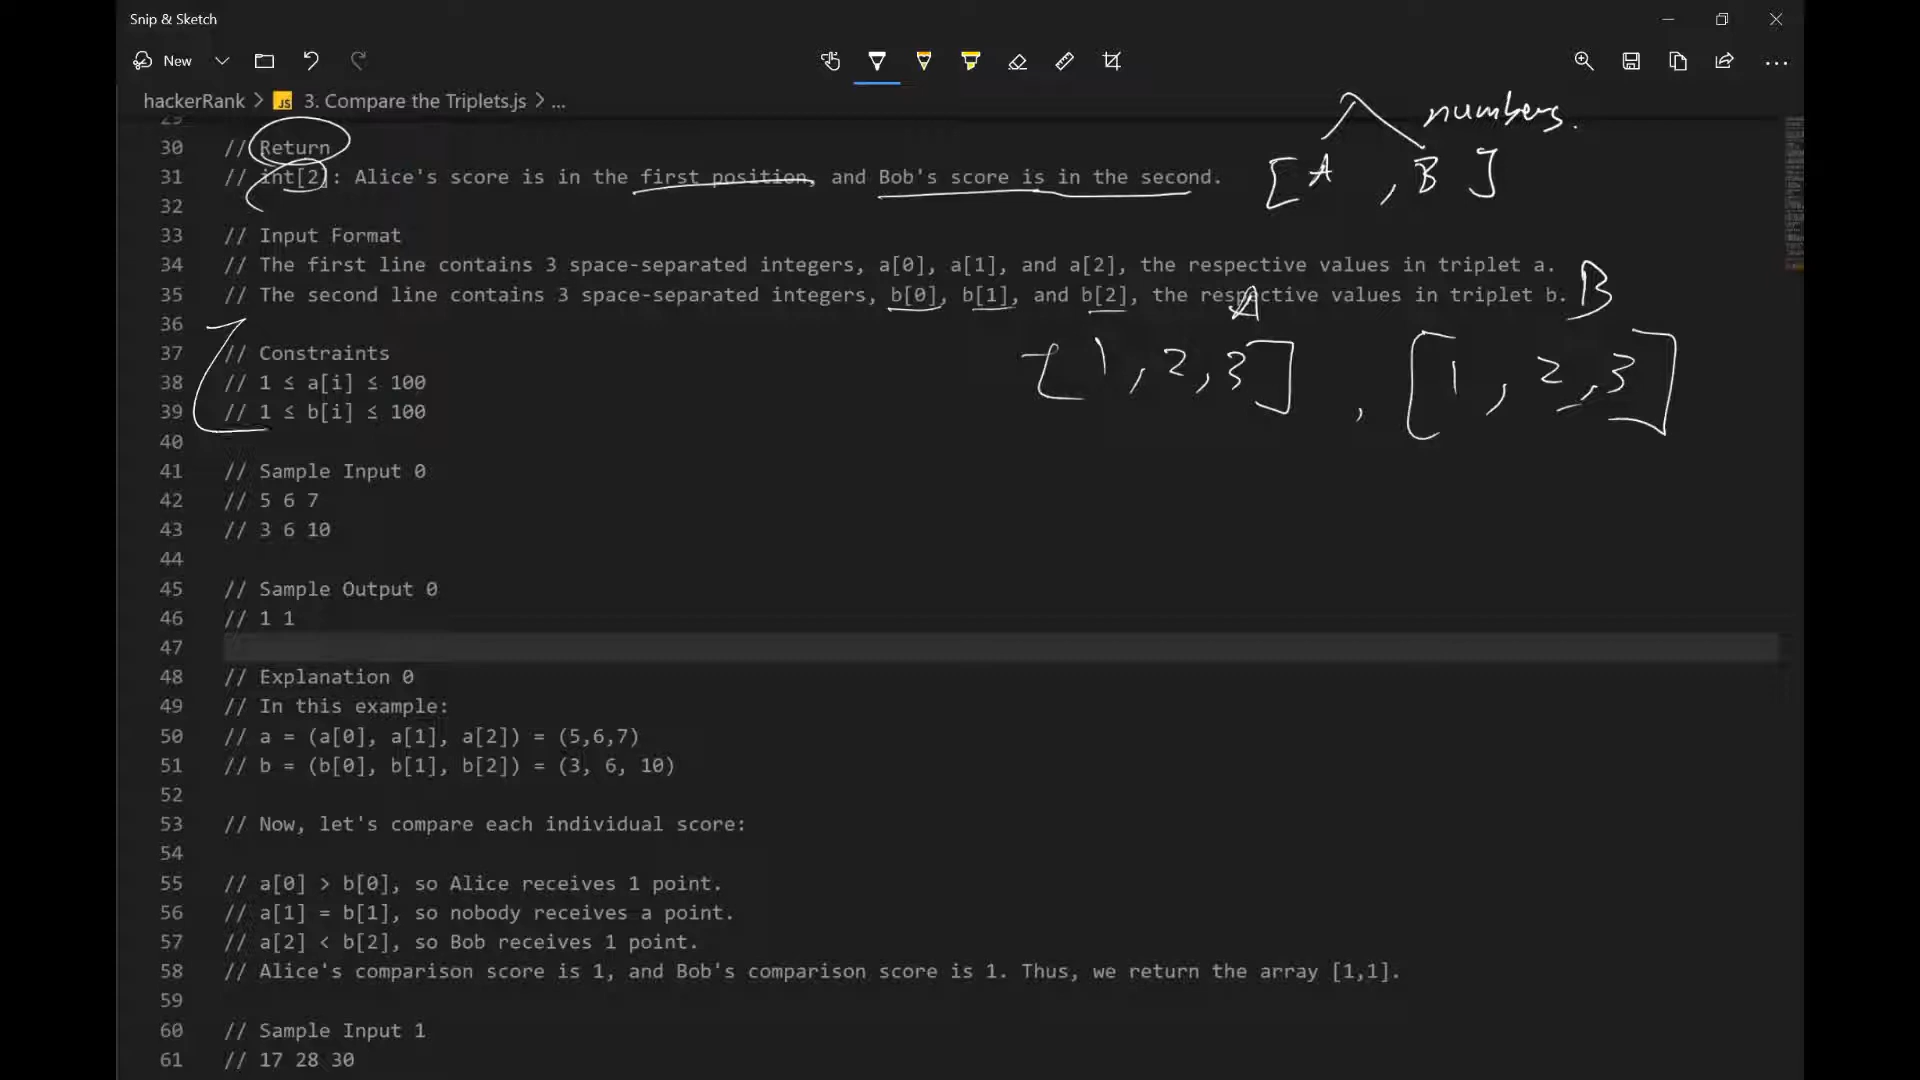 Snip & Sketch
New
hackerRank > JS 3. Compare the Triplets.js > ...
numbers.
29
30 // Return
31 // int[2]: Alice's score is in the first position, and Bob's score is in the second.
[A , B]
32
33 // Input Format
34 // The first line contains 3 space-separated integers, a[0], a[1], and a[2], the respective values in triplet a.
35 // The second line contains 3 space-separated integers, b[0], b[1], and b[2], the respective values in triplet b.
A B
36
37 // Constraints
[1, 2, 3] , [1, 2, 3]
38 // 1 ≤ a[i] ≤ 100
39 // 1 ≤ b[i] ≤ 100
40
41 // Sample Input 0
42 // 5 6 7
43 // 3 6 10
44
45 // Sample Output 0
46 // 1 1
47
48 // Explanation 0
49 // In this example:
50 // a = (a[0], a[1], a[2]) = (5,6,7)
51 // b = (b[0], b[1], b[2]) = (3, 6, 10)
52
53 // Now, let's compare each individual score:
54
55 // a[0] > b[0], so Alice receives 1 point.
56 // a[1] = b[1], so nobody receives a point.
57 // a[2] < b[2], so Bob receives 1 point.
58 // Alice's comparison score is 1, and Bob's comparison score is 1. Thus, we return the array [1,1].
59
60 // Sample Input 1
61 // 17 28 30